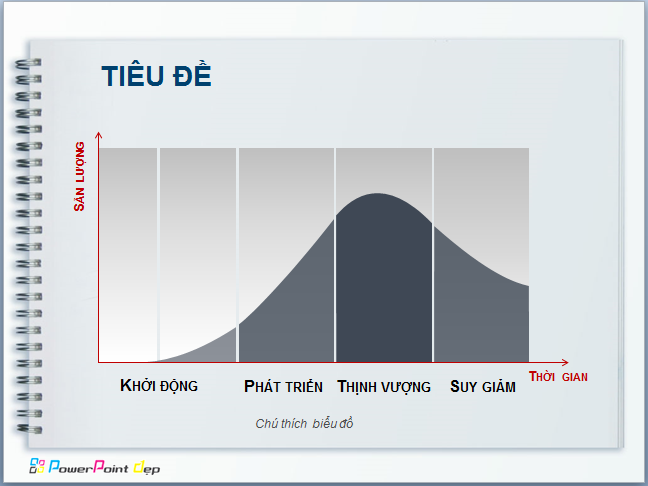 TIÊU ĐỀ
SẢN LƯỢNG
KHỞI ĐỘNG PHÁT TRIỂN THỊNH VƯỢNG SUY GIẢM THỜI GIAN
Chú thích biểu đồ
PowerPoint đẹp